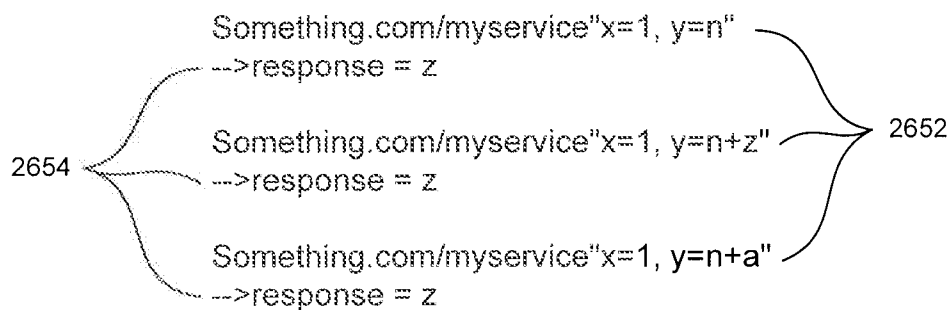 Something.com/myservice"x=1, y=n"
-->response = z
2652
Something.com/myservice"x=1, y=n+z"
2654
-->response = z
Something.com/myservice"x=1, y=n+a"
-->response = z